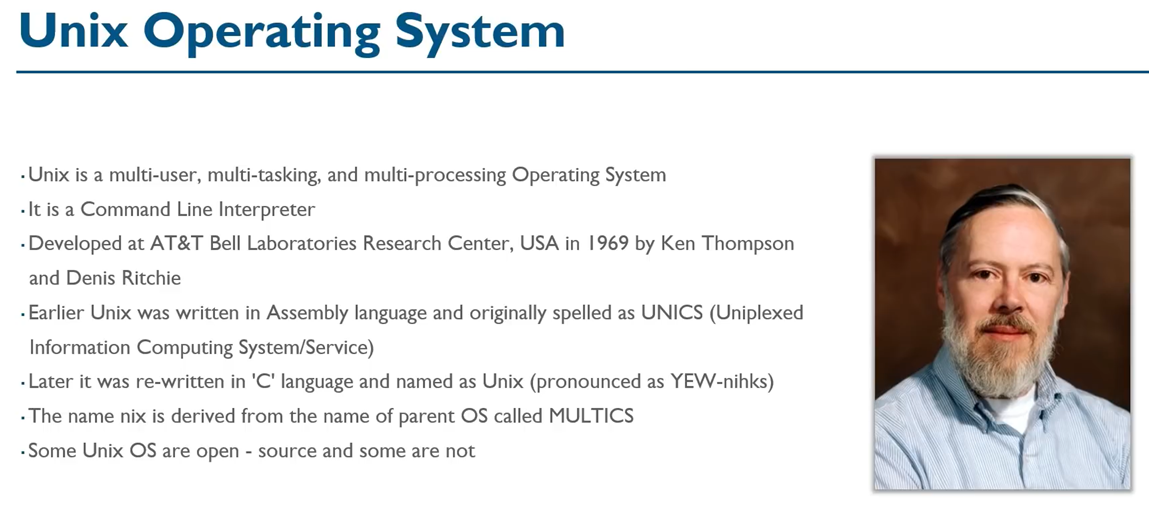 Unix Operating System
·Unix is a multi-user, multi-tasking, and multi-processing Operating System
·It is a Command Line Interpreter
·Developed at AT&T Bell Laboratories Research Center, USA in 1969 by Ken Thompson
and Denis Ritchie
·Earlier Unix was written in Assembly language and originally spelled as UNICS (Uniplexed
Information Computing System/Service)
·Later it was re-written in 'C' language and named as Unix (pronounced as YEW-nihks)
·The name nix is derived from the name of parent OS called MULTICS
·Some Unix OS are open - source and some are not